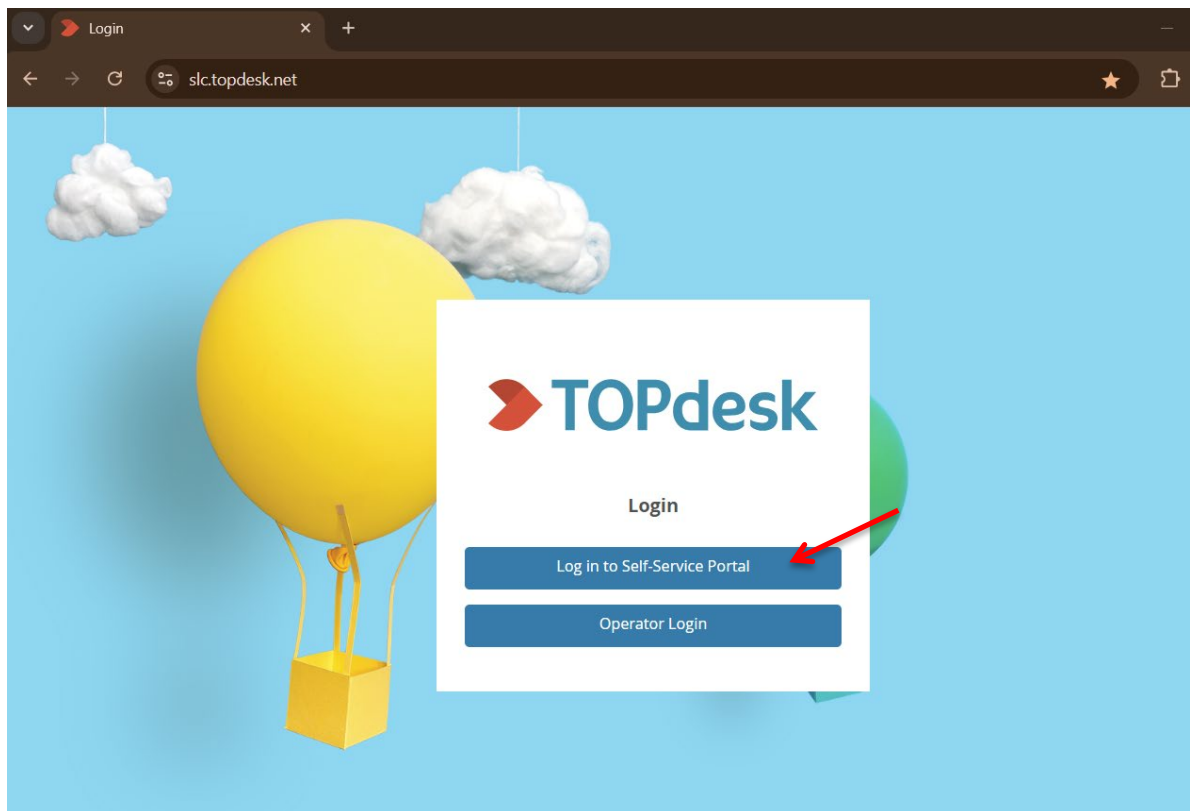 Login
slc.topdesk.net
TOPdesk
Login
Log in to Self-Service Portal
Operator Login